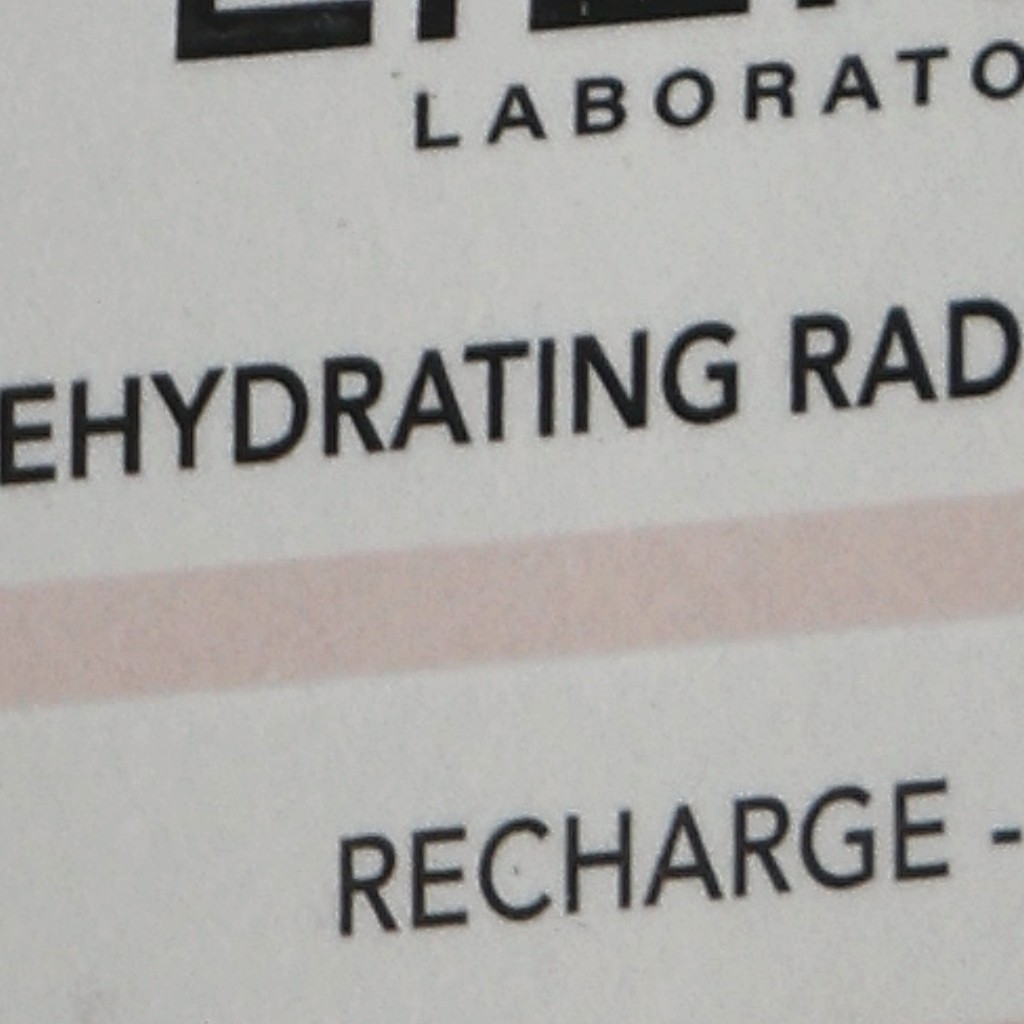 LABORATO
EHYDRATING RAD
RECHARGE -